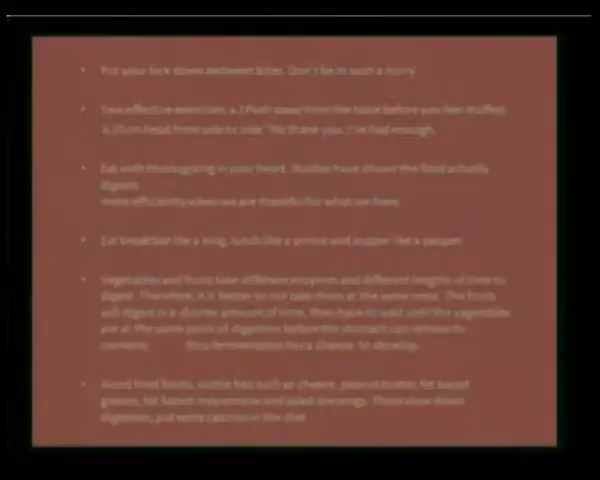 • Put your fork down between bites. Don't be in such a hurry.
• Two effective exercises: a.) Push away from the table before you feel stuffed.
b.)Turn head from side to side "No thank you. I've had enough.
• Eat with thanksgiving in your heart. Studies have shown the food actually
digests
more efficiently when we are thankful for what we have.
• Eat breakfast like a king, lunch like a prince and supper like a pauper.
• Vegetables and fruits take different enzymes and different lengths of time to
digest. Therefore, it is better to not take them at the same meal. The fruits
will digest in a shorter amount of time, then have to wait until the vegetables
are at the same point of digestion before the stomach can release its
contents. thus fermentation has a chance to develop.
• Avoid fried foods, visible fats such as cheese, peanut butter, fat based
gravies, fat based mayonnaise and salad dressings. These slow down
digestion, put extra calories in the diet